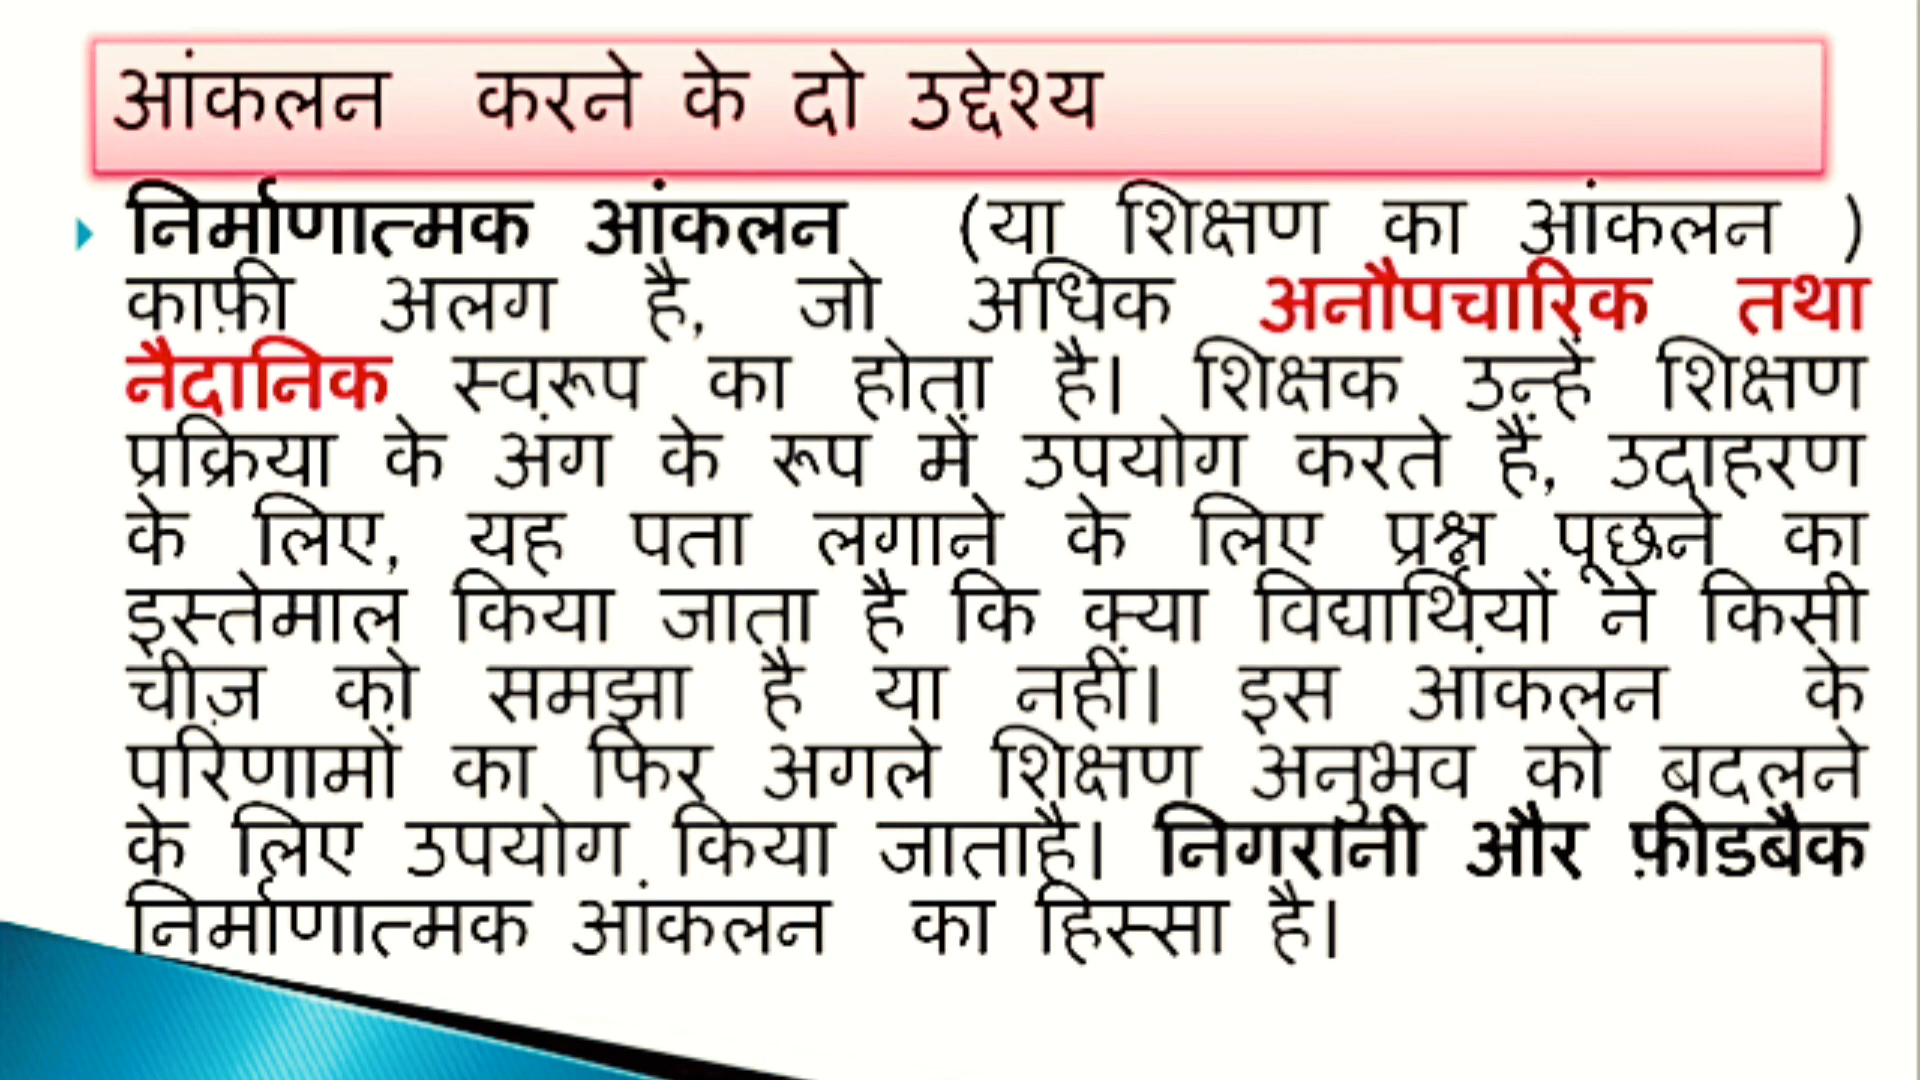 आंकलन करने के दो उद्देश्य
निर्माणात्मक आंकलन (या शिक्षण का आंकलन )
काफ़ी अलग है, जो अधिक अनौपचारिक तथा
नैदानिक स्वरूप का होता है। शिक्षक उन्हें शिक्षण
प्रक्रिया के अंग के रूप में उपयोग करते हैं, उदाहरण
के लिए, यह पता लगाने के लिए प्रश्न पूछने का
इस्तेमाल किया जाता है कि क्या विद्यार्थियों ने किसी
चीज़ को समझा है या नहीं। इस आंकलन के
परिणामों का फिर अगले शिक्षण अनुभव को बदलने
के लिए उपयोग किया जाताहै। निगरानी और फ़ीडबैक
निर्माणात्मक आंकलन का हिस्सा है।